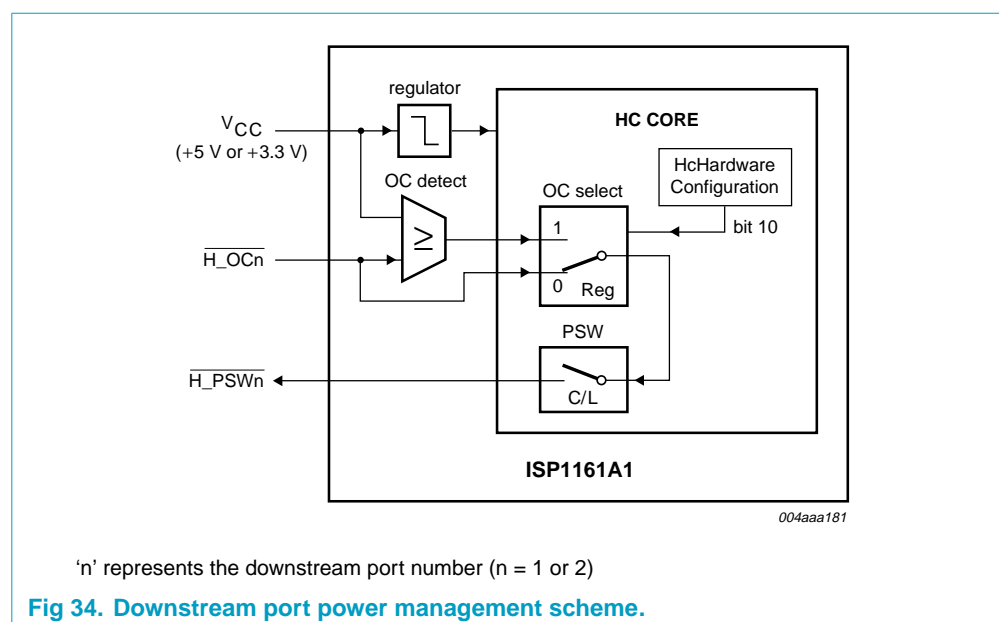 regulator
HC CORE
VCC
(+5 V or +3.3 V)
HcHardware
Configuration
OC detect
OC select
1
bit 10
≥
H_OCn
0
Reg
PSW
H_PSWn
C/L
ISP1161A1
004aaa181
‘n’ represents the downstream port number (n = 1 or 2)
Fig 34. Downstream port power management scheme.